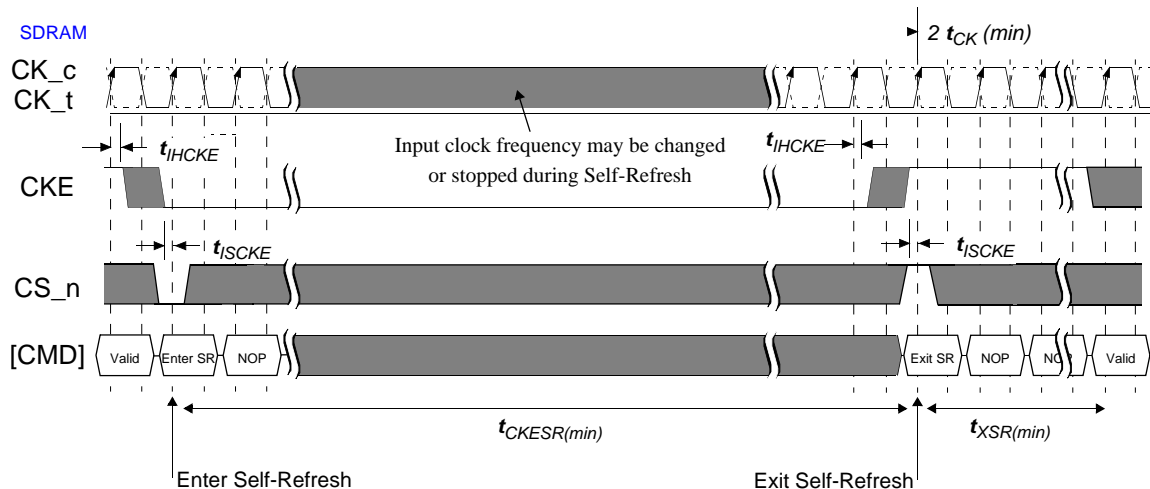 SDRAM
2 tCK (min)
CK_c
CK_t
tIHCKE
Input clock frequency may be changed
or stopped during Self-Refresh
tIHCKE
CKE
tISCKE
tISCKE
CS_n
[CMD]
Valid
Enter SR
NOP
Exit SR
NOP
NOP
Valid
tCKESR(min)
tXSR(min)
Enter Self-Refresh
Exit Self-Refresh